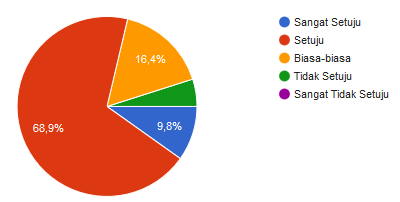 Sangat Setuju
Setuju
Biasa-biasa
Tidak Setuju
Sangat Tidak Setuju
16,4%
68,9%
9,8%